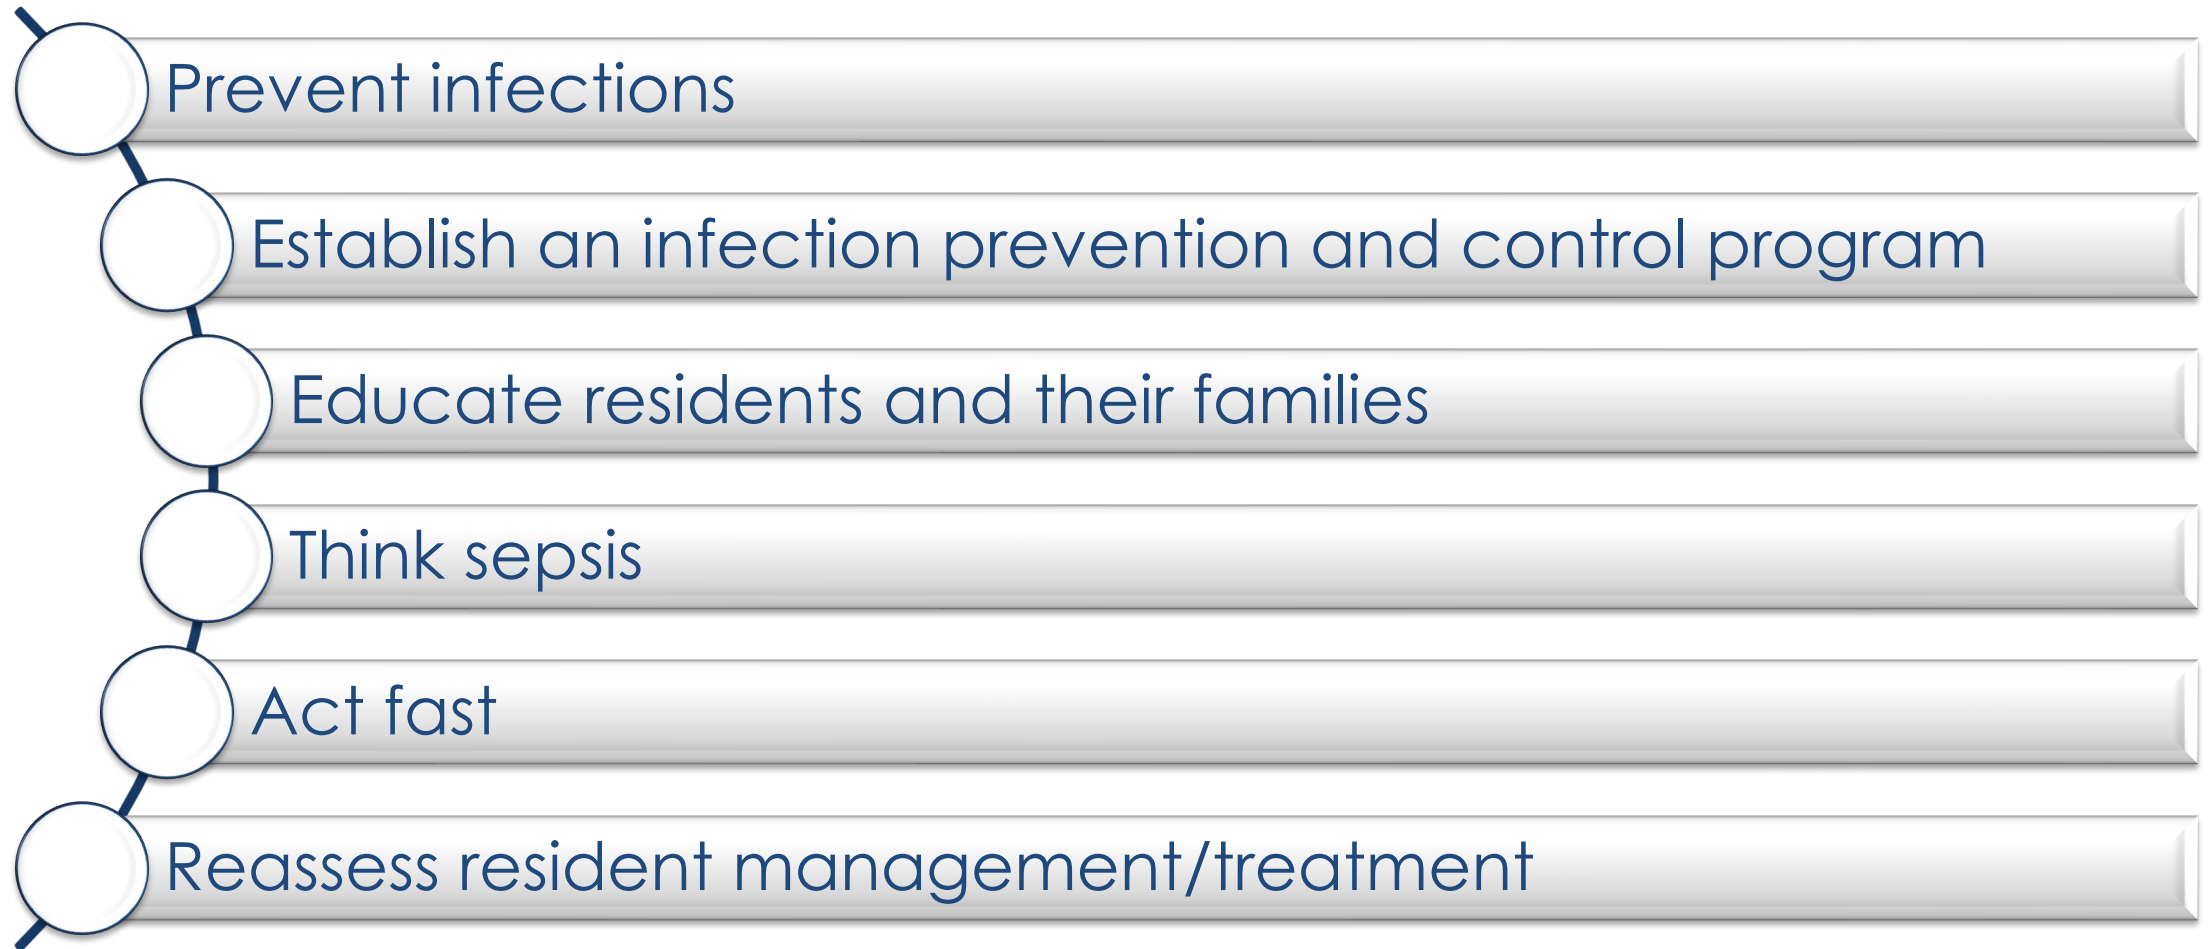 Prevent infections
Establish an infection prevention and control program
Educate residents and their families
Think sepsis
Act fast
Reassess resident management/treatment